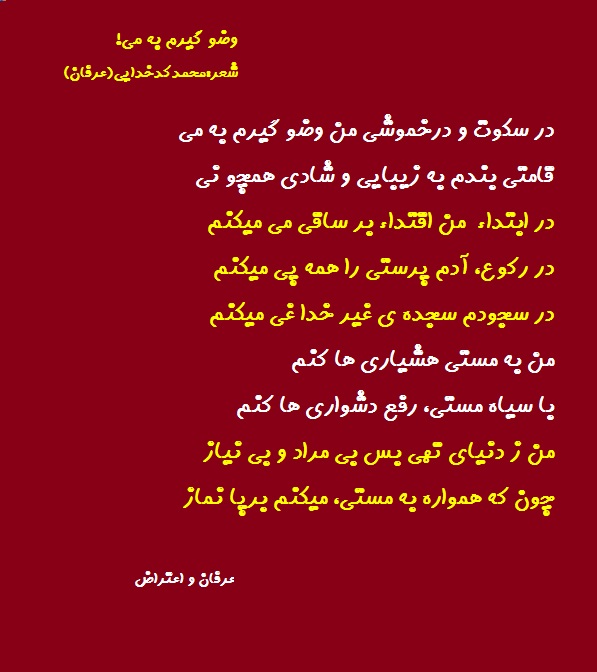 وضو گیرم به می!
شعر:محمد کدخدایی(عرفان)
در سکوت و درخموشی من وضو گیرم به می
قامتی بندم به زیبایی و شادی همچو نی
در ابتداء من اقتداء بر ساقی می میکنم
در رکوع، آدم پرستی را همه پی میکنم
در سجودم سجده ی غیر خدا غی میکنم
من به مستی هشیاری ها کنم
با سیاه مستی، رفع دشواری ها کنم
من ز دنیای تهی بس بی مراد و بی نیاز
چون که همواره به مستی، میکنم برپا نماز
عرفان و اعتراض